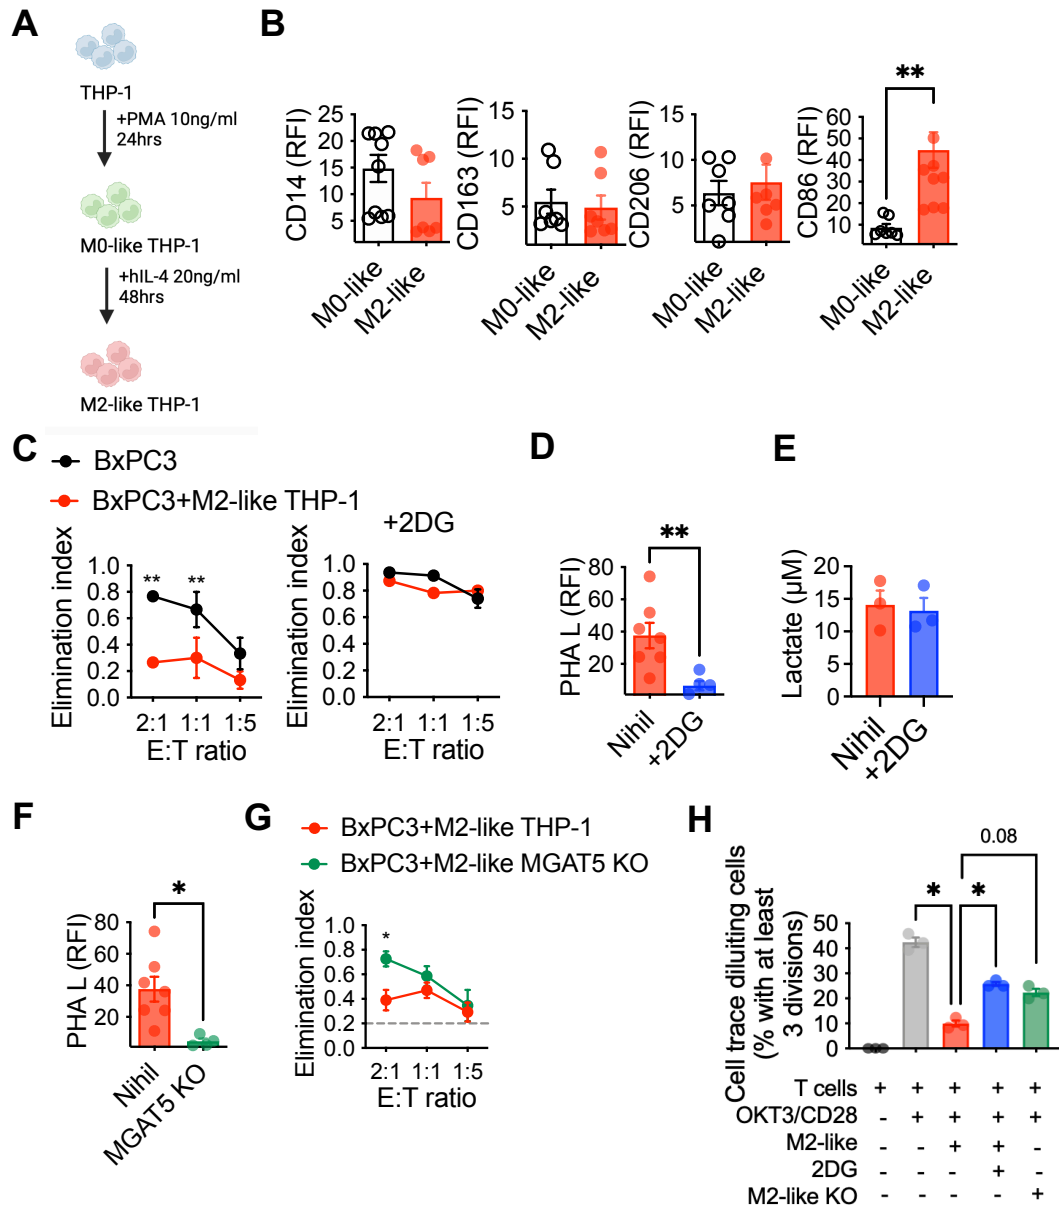 A
THP-1
+PMA 10ng/ml
24hrs
M0-like THP-1
+hIL-4 20ng/ml
48hrs
M2-like THP-1
B
CD14 (RFI)
25
20
15
10
5
M0-like
M2-like
CD163 (RFI)
15
10
5
M0-like
M2-like
CD206 (RFI)
15
10
5
M0-like
M2-like
**
CD86 (RFI)
60
50
40
30
20
10
M0-like
M2-like
C
BxPC3
BxPC3+M2-like THP-1
Elimination index
1.0
0.8
0.6
0.4
0.2
0.0
** **
2:1 1:1 1:5
E:T ratio
+2DG
Elimination index
1.0
0.8
0.6
0.4
0.2
0.0
2:1 1:1 1:5
E:T ratio
D
**
PHA L (RFI)
80
60
40
20
Nihil
+2DG
E
Lactate (µM)
20
15
10
5
0
Nihil
+2DG
F
*
PHA L (RFI)
80
60
40
20
Nihil
MGAT5 KO
G
BxPC3+M2-like THP-1
BxPC3+M2-like MGAT5 KO
Elimination index
1.0
0.8
0.6
0.4
0.2
0.0
*
2:1 1:1 1:5
E:T ratio
H
0.08
* *
Cell trace diluting cells
(% with at least
3 divisions)
50
40
30
20
10
0
T cells + + + + +
OKT3/CD28 - + + + +
M2-like - - + + -
2DG - - - + -
M2-like KO - - - - +